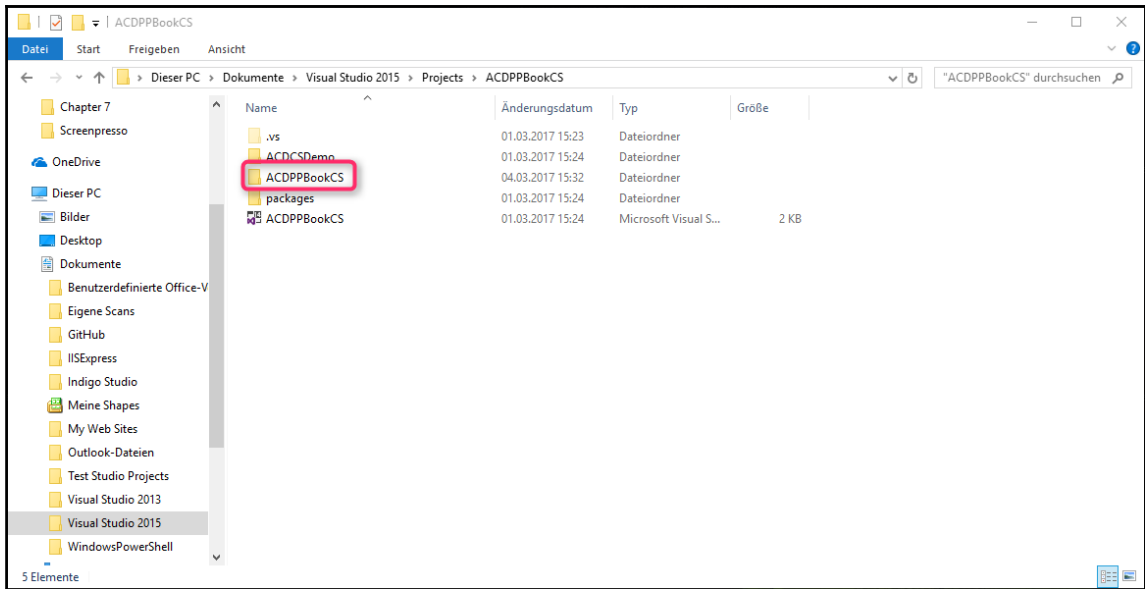 ACDPPBookCS
Datei Start Freigeben Ansicht
Dieser PC > Dokumente > Visual Studio 2015 > Projects > ACDPPBookCS "ACDPPBookCS" durchsuchen
Chapter 7
Screenpresso
OneDrive
Dieser PC
Bilder
Desktop
Dokumente
Benutzerdefinierte Office-V
Eigene Scans
GitHub
IISExpress
Indigo Studio
Meine Shapes
My Web Sites
Outlook-Dateien
Test Studio Projects
Visual Studio 2013
Visual Studio 2015
WindowsPowerShell
Name Änderungsdatum Typ Größe
.vs 01.03.2017 15:23 Dateiordner
ACDCSDemo 01.03.2017 15:24 Dateiordner
ACDPPBookCS 04.03.2017 15:32 Dateiordner
packages 01.03.2017 15:24 Dateiordner
ACDPPBookCS 01.03.2017 15:24 Microsoft Visual S... 2 KB
5 Elemente